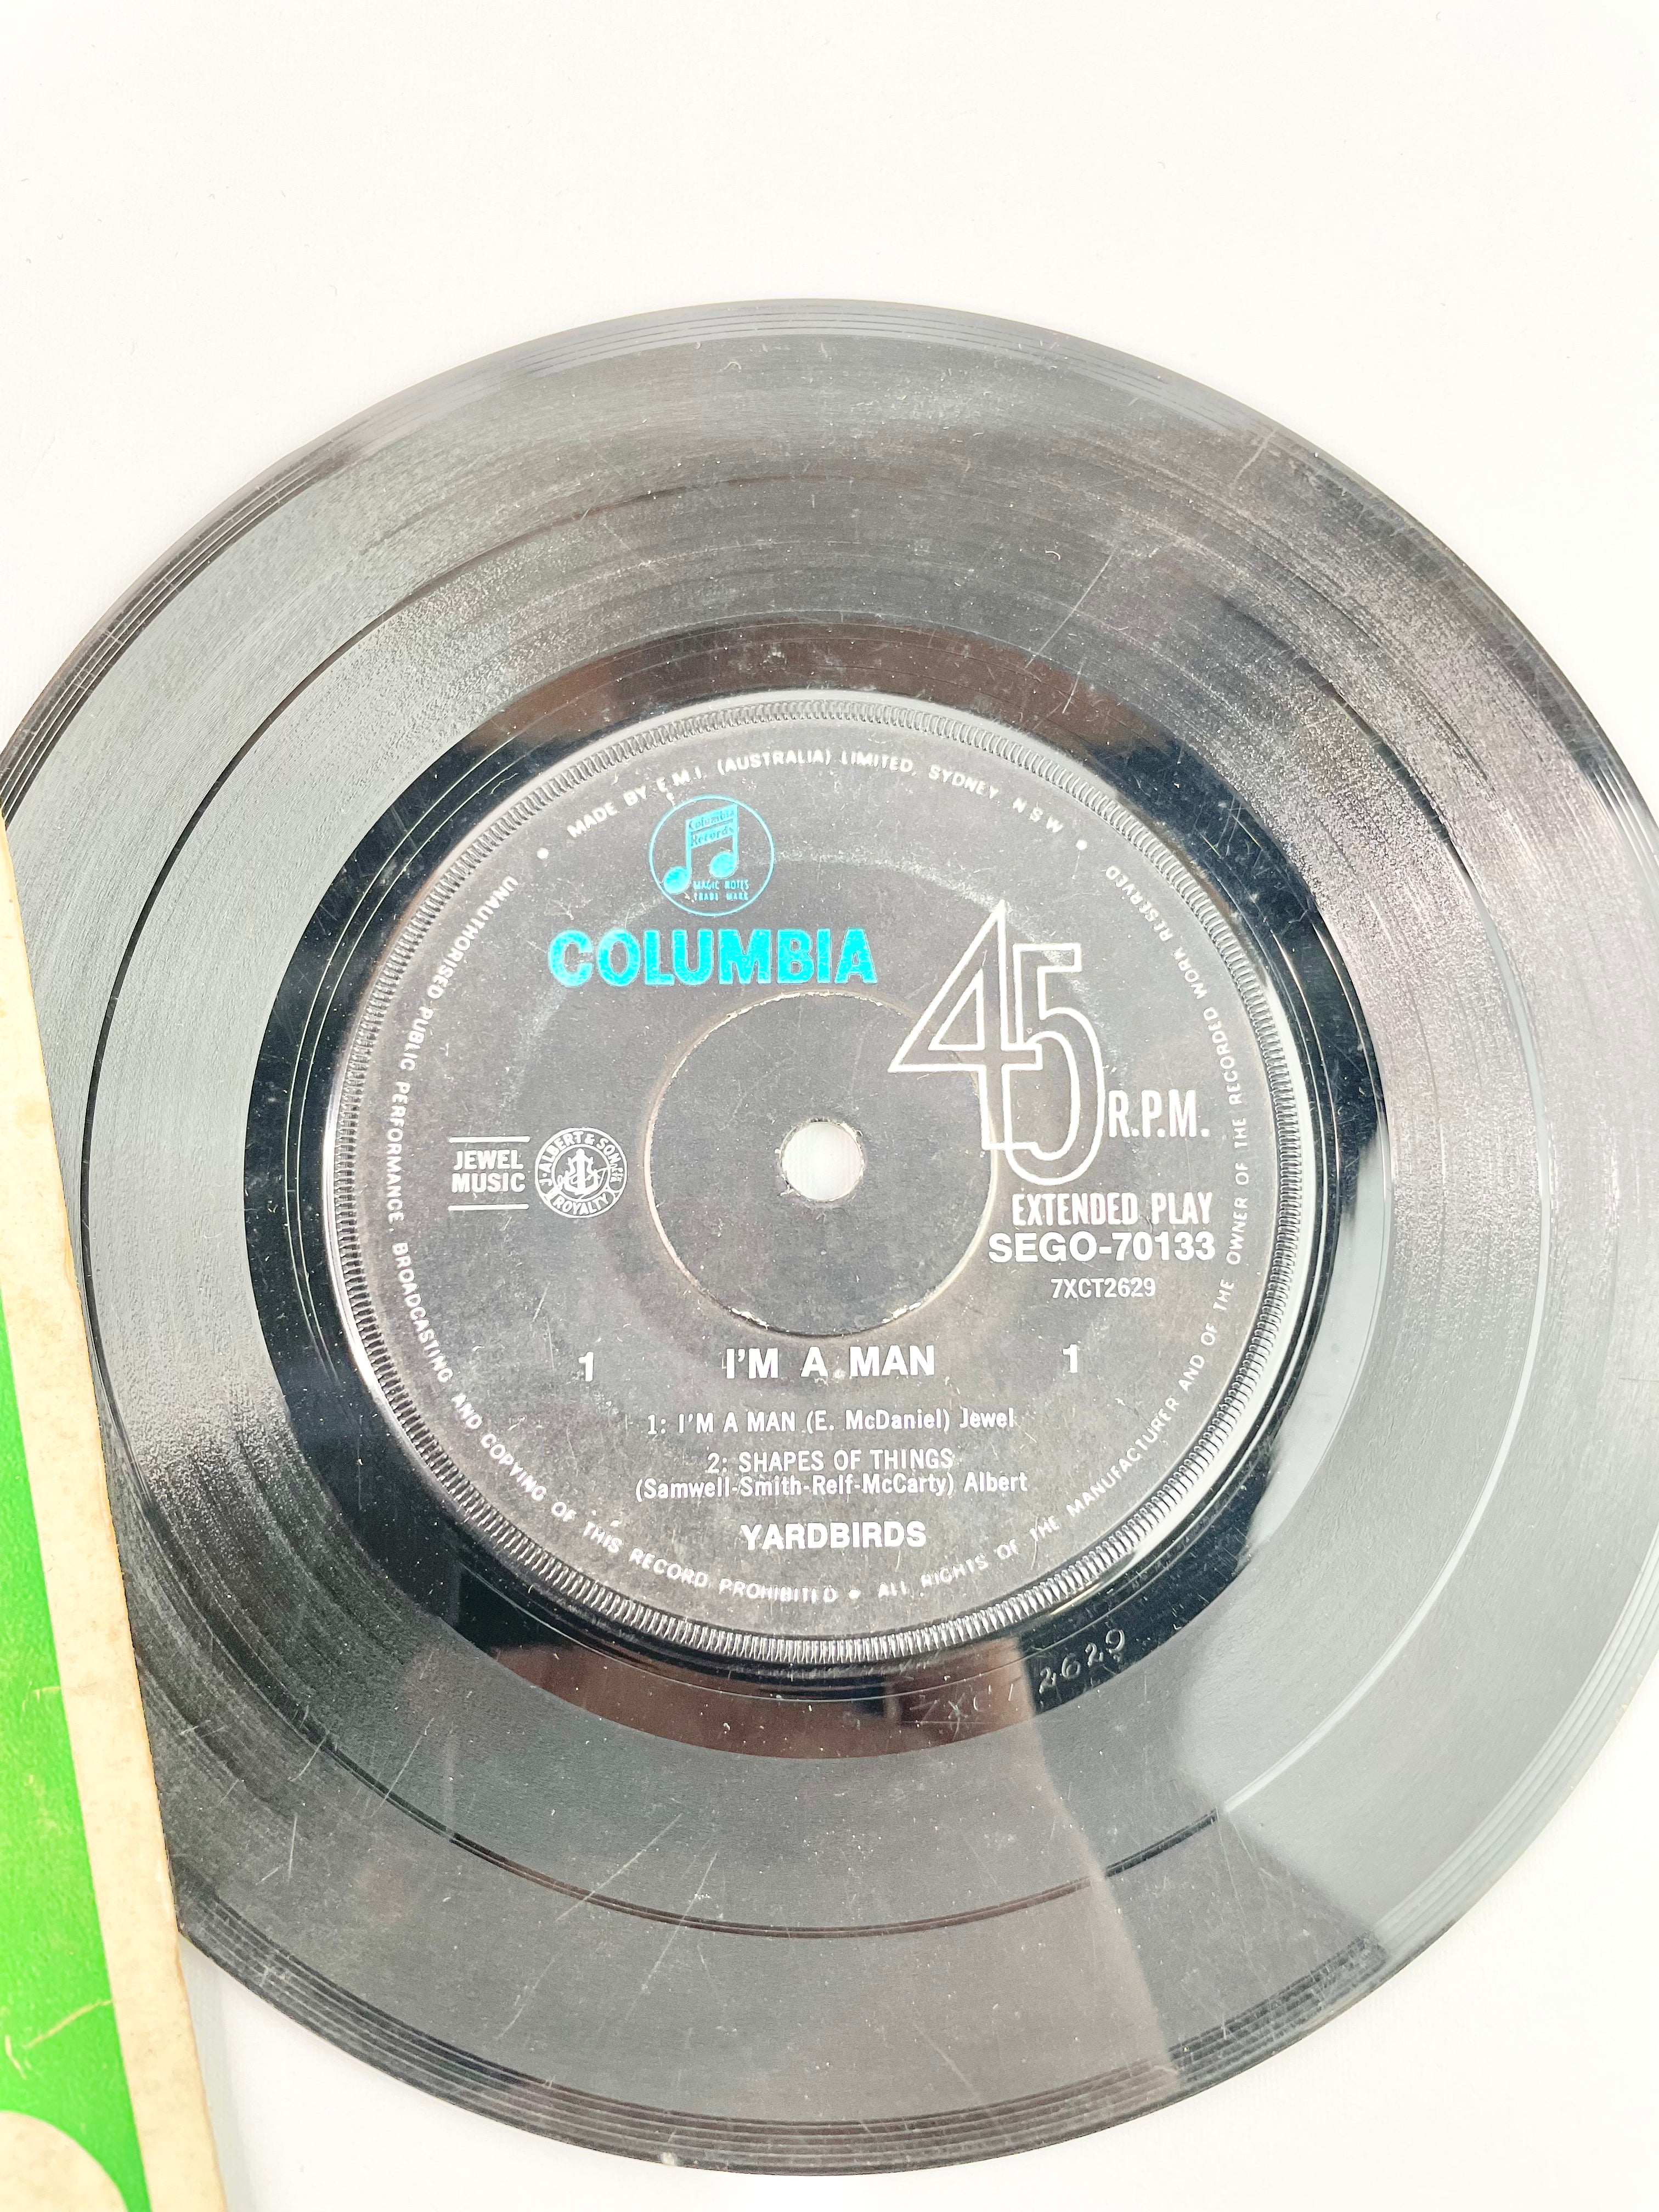 MADE BY E.M.I. (AUSTRALIA) LIMITED, SYDNEY N S W
Columbia
Records
MAGIC NOTES
TRADE MARK
COLUMBIA
45
R.P.M.
JEWEL
MUSIC
J. ALBERT & SON
ROYALTY
EXTENDED PLAY
SEGO-70133
7XCT2629
1 I'M A MAN 1
1: I'M A MAN (E. McDaniel) Jewel
2: SHAPES OF THINGS
(Samwell-Smith-Relf-McCarty) Albert
YARDBIRDS
UNAUTHORISED PUBLIC PERFORMANCE, BROADCASTING AND COPYING OF THIS RECORD PROHIBITED • ALL RIGHTS OF THE MANUFACTURER AND OF THE OWNER OF THE RECORDED WORK RESERVED
7XCT 2629